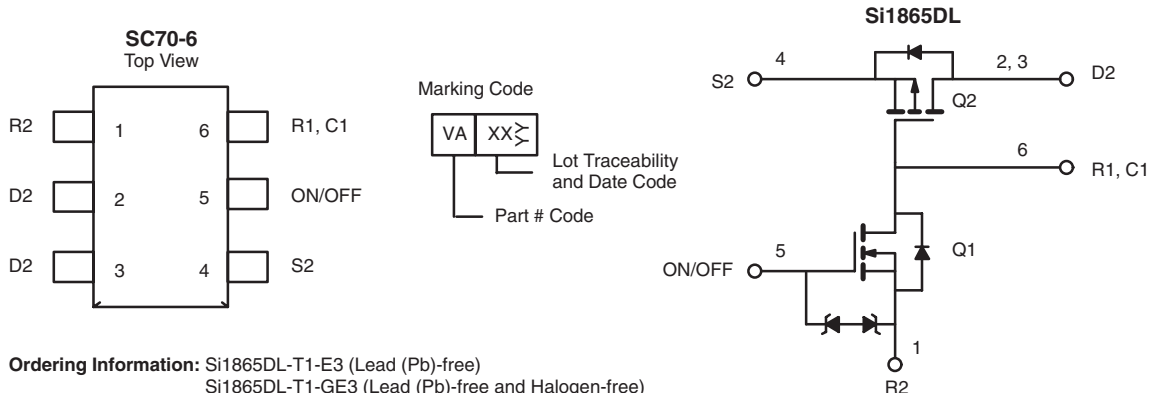 SC70-6
Top View
R2
1
6
R1, C1
D2
2
5
ON/OFF
D2
3
4
S2
Marking Code
VA
XX
YY
Lot Traceability
and Date Code
Part # Code
Si1865DL
4
2, 3
S2
D2
Q2
6
R1, C1
Q1
5
ON/OFF
1
R2
Ordering Information: Si1865DL-T1-E3 (Lead (Pb)-free)
Si1865DL-T1-GE3 (Lead (Pb)-free and Halogen-free)